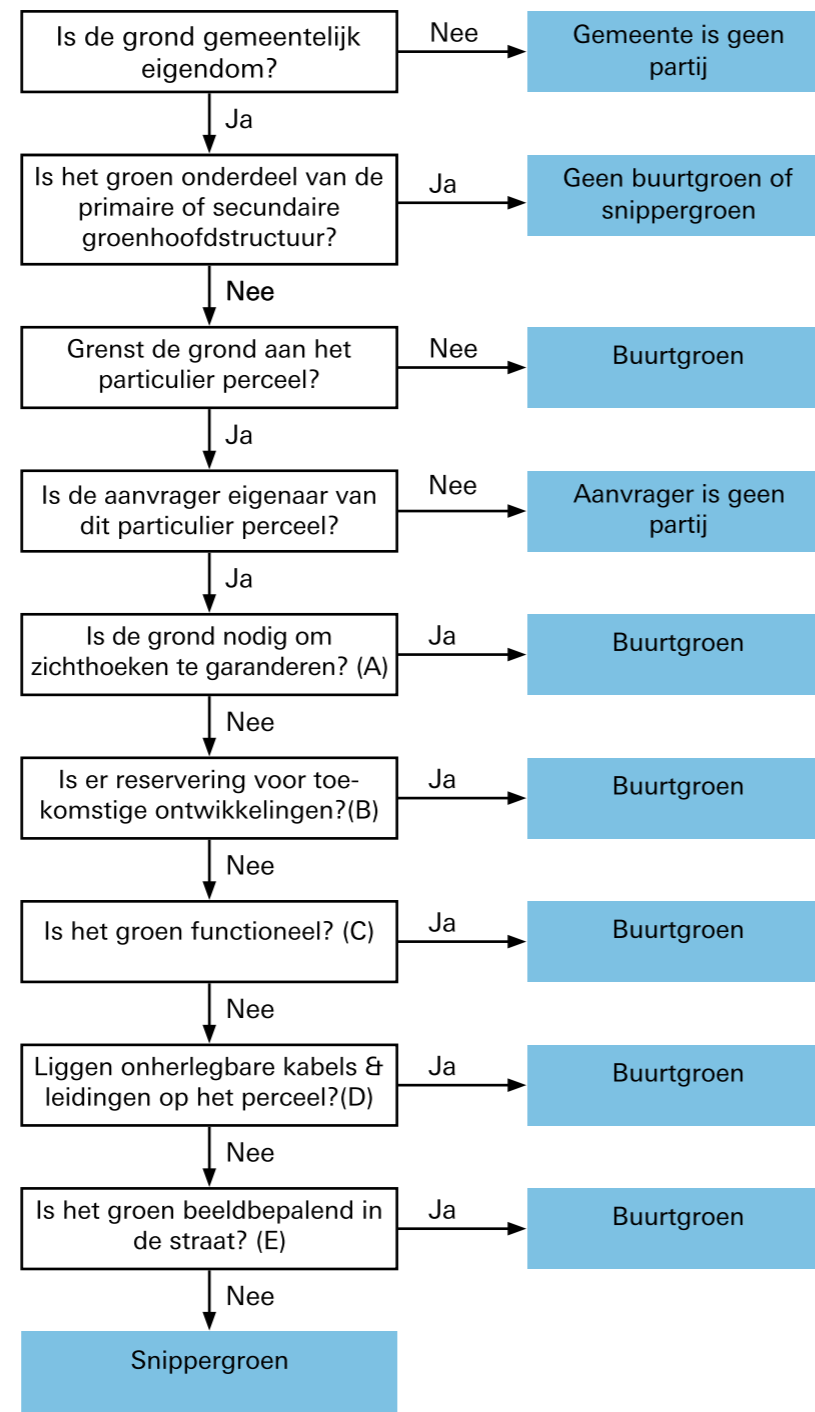 Is de grond gemeentelijk
eigendom?
Nee
Gemeente is geen
partij
Ja
Is het groen onderdeel van de
primaire of secundaire
groenhoofdstructuur?
Ja
Geen buurtgroen of
snippergroen
Nee
Grenst de grond aan het
particulier perceel?
Nee
Buurtgroen
Ja
Is de aanvrager eigenaar van
dit particulier perceel?
Nee
Aanvrager is geen
partij
Ja
Is de grond nodig om
zichthoeken te garanderen? (A)
Ja
Buurtgroen
Nee
Is er reservering voor toe-
komstige ontwikkelingen?(B)
Ja
Buurtgroen
Nee
Is het groen functioneel? (C)
Ja
Buurtgroen
Nee
Liggen onherlegbare kabels &
leidingen op het perceel?(D)
Ja
Buurtgroen
Nee
Is het groen beeldbepalend in
de straat? (E)
Ja
Buurtgroen
Nee
Snippergroen